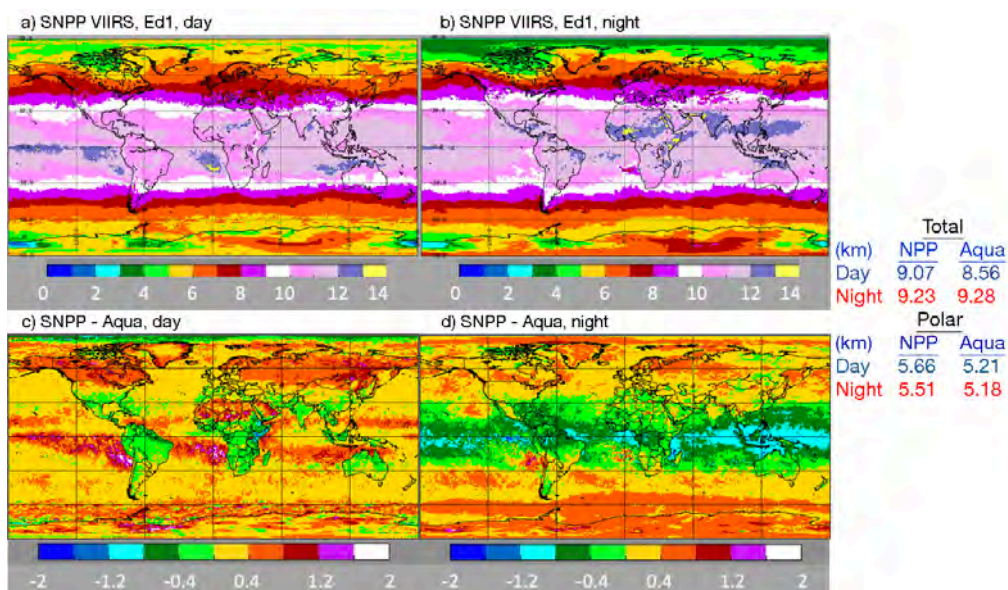 a) SNPP VIIRS, Ed1, day
b) SNPP VIIRS, Ed1, night
0 2 4 6 8 10 12 14
0 2 4 6 8 10 12 14
Total
(km) NPP Aqua
Day 9.07 8.56
Night 9.23 9.28
Polar
(km) NPP Aqua
Day 5.66 5.21
Night 5.51 5.18
c) SNPP - Aqua, day
d) SNPP - Aqua, night
-2 -1.2 -0.4 0.4 1.2 2
-2 -1.2 -0.4 0.4 1.2 2